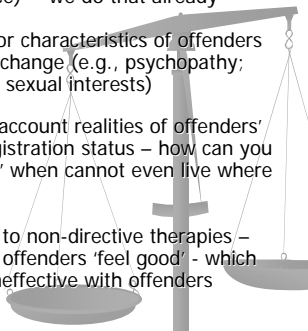 se) – we do that already
or characteristics of offenders
change (e.g., psychopathy;
sexual interests)
account realities of offenders'
gistration status – how can you
' when cannot even live where
to non-directive therapies –
offenders 'feel good' - which
neffective with offenders